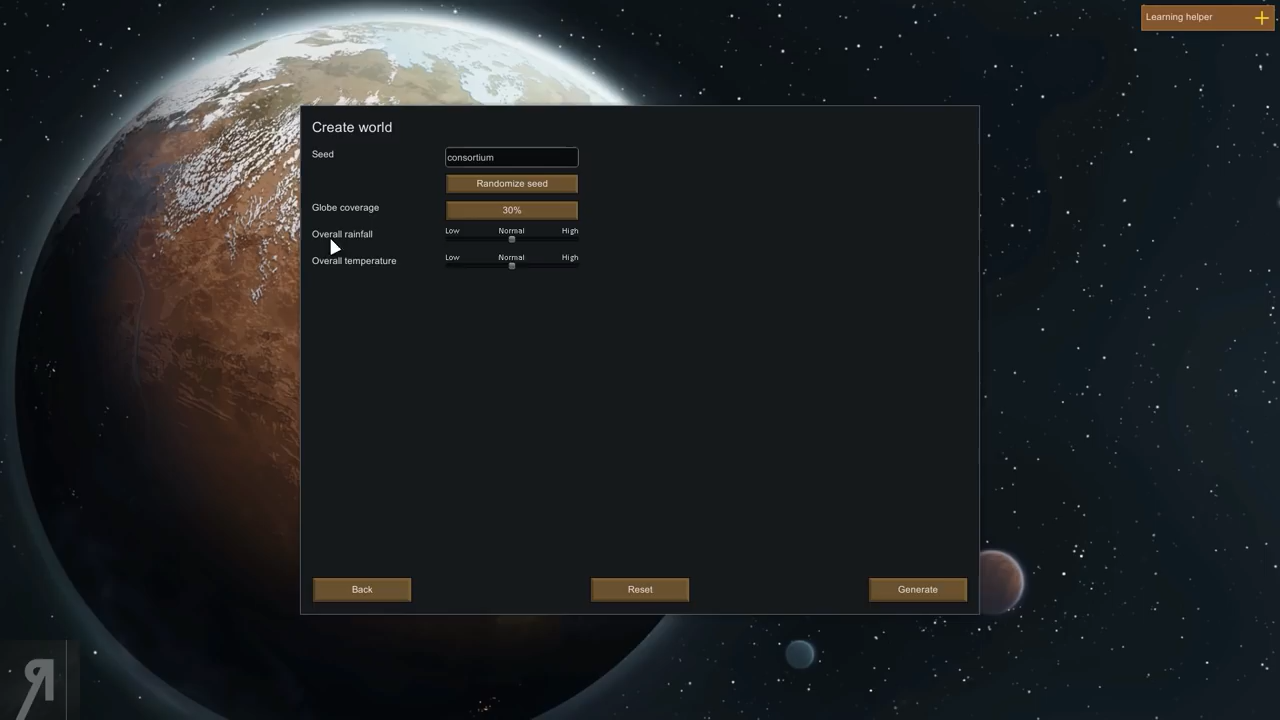 Learning helper
Create world
Seed
consortium
Randomize seed
Globe coverage
30%
Overall rainfall
Low Normal High
Overall temperature
Low Normal High
Back
Reset
Generate